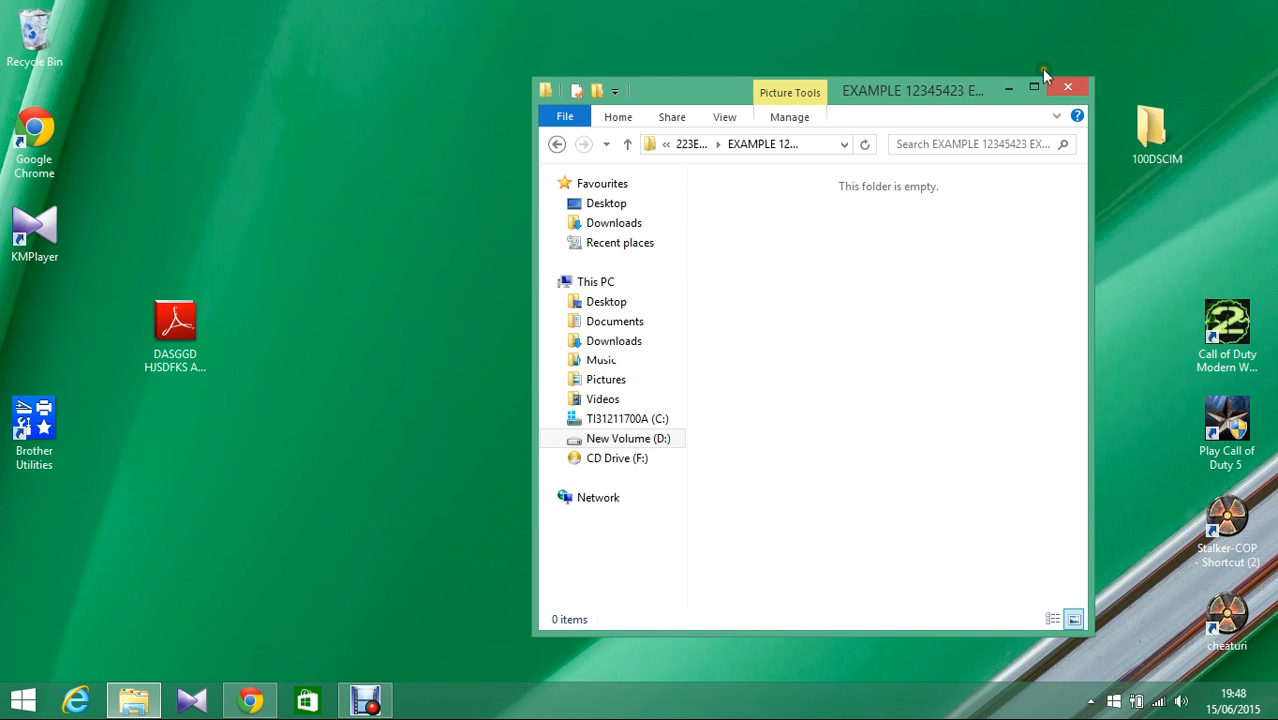 Recycle Bin
Google
Chrome
KMPlayer
DASGGD
HJSDFKS A...
Brother
Utilities
Picture Tools
EXAMPLE 12345423 E...
File
Home
Share
View
Manage
223E...
EXAMPLE 12...
Search EXAMPLE 12345423 EX...
Favourites
Desktop
Downloads
Recent places
This PC
Desktop
Documents
Downloads
Music
Pictures
Videos
TI31211700A (C:)
New Volume (D:)
CD Drive (F:)
Network
This folder is empty.
0 items
100DSCIM
Call of Duty
Modern W...
Play Call of
Duty 5
Stalker-COP
- Shortcut (2)
cheaturi
19:48
15/06/2015